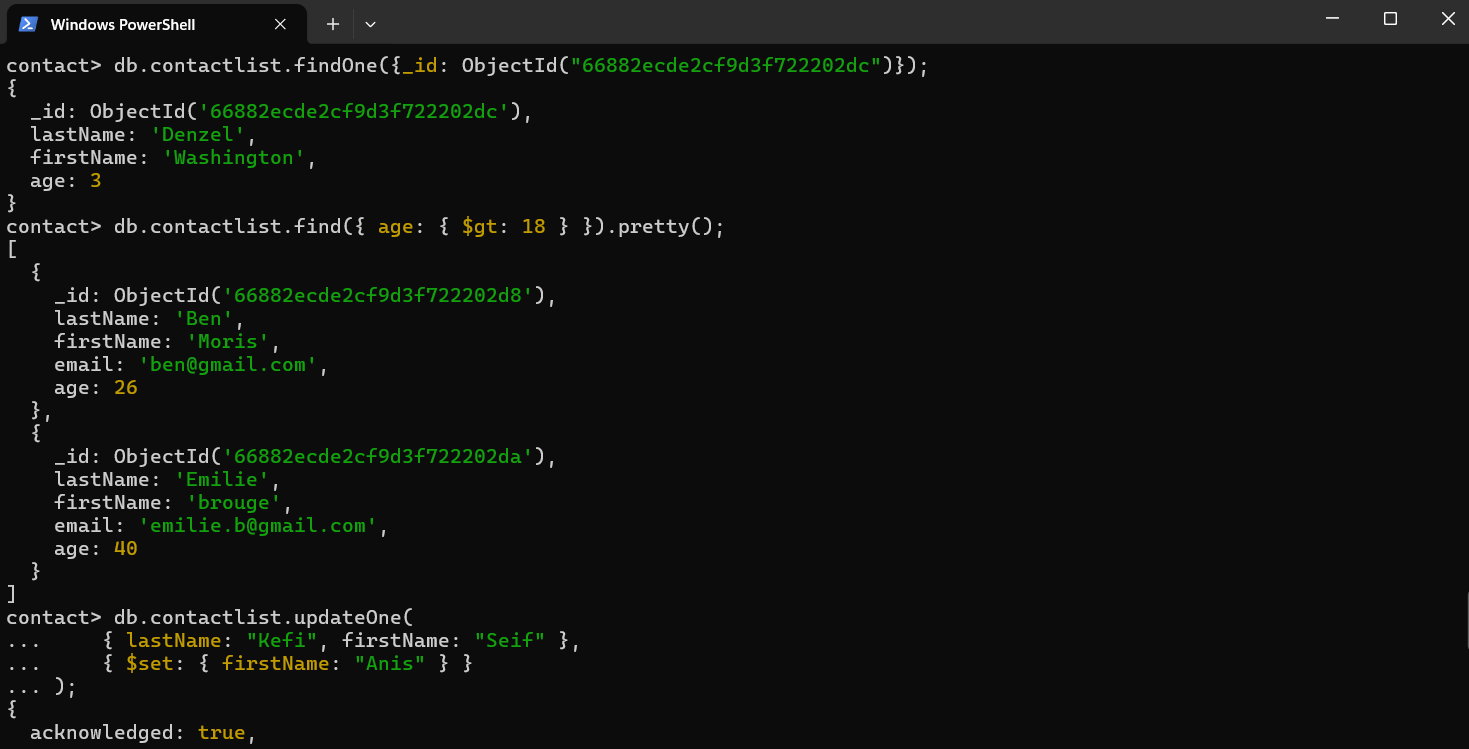 Windows PowerShell
contact> db.contactlist.findOne({_id: ObjectId("66882ecde2cf9d3f722202dc")});
{
  _id: ObjectId('66882ecde2cf9d3f722202dc'),
  lastName: 'Denzel',
  firstName: 'Washington',
  age: 3
}
contact> db.contactlist.find({ age: { $gt: 18 } }).pretty();
[
  {
    _id: ObjectId('66882ecde2cf9d3f722202d8'),
    lastName: 'Ben',
    firstName: 'Moris',
    email: 'ben@gmail.com',
    age: 26
  },
  {
    _id: ObjectId('66882ecde2cf9d3f722202da'),
    lastName: 'Emilie',
    firstName: 'brouge',
    email: 'emilie.b@gmail.com',
    age: 40
  }
]
contact> db.contactlist.updateOne(
...     { lastName: "Kefi", firstName: "Seif" },
...     { $set: { firstName: "Anis" } }
... );
{
  acknowledged: true,